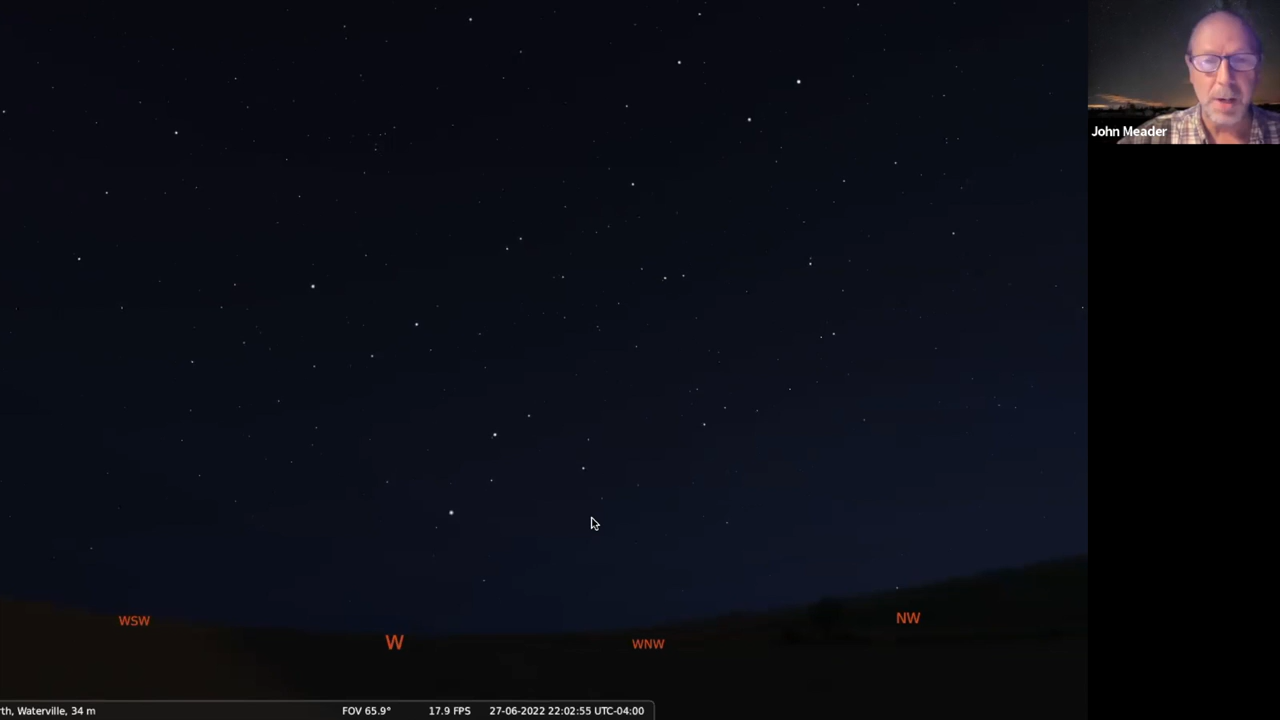 John Meader
WSW
W
WNW
NW
th, Waterville, 34 m FOV 65.9° 17.9 FPS 27-06-2022 22:02:55 UTC-04:00